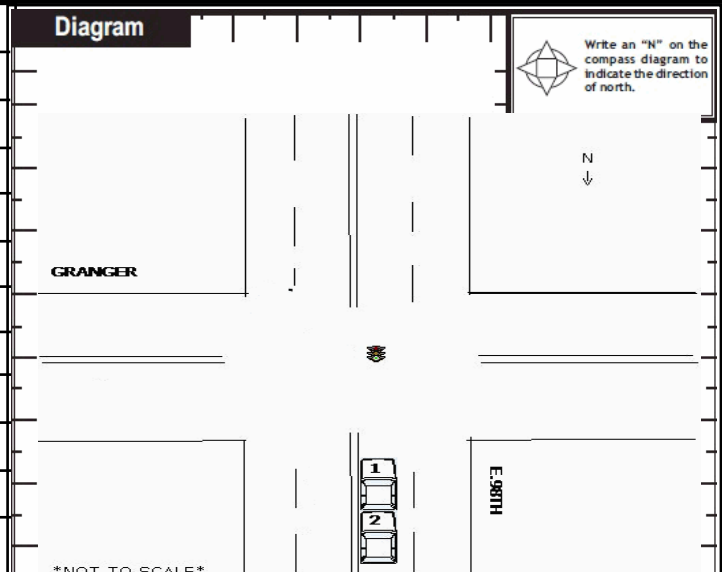 Diagram
Write an “N” on the
compass diagram to
indicate the direction
of north.
N
GRANGER
1
E.98TH
2
*NOT TO SCALE*